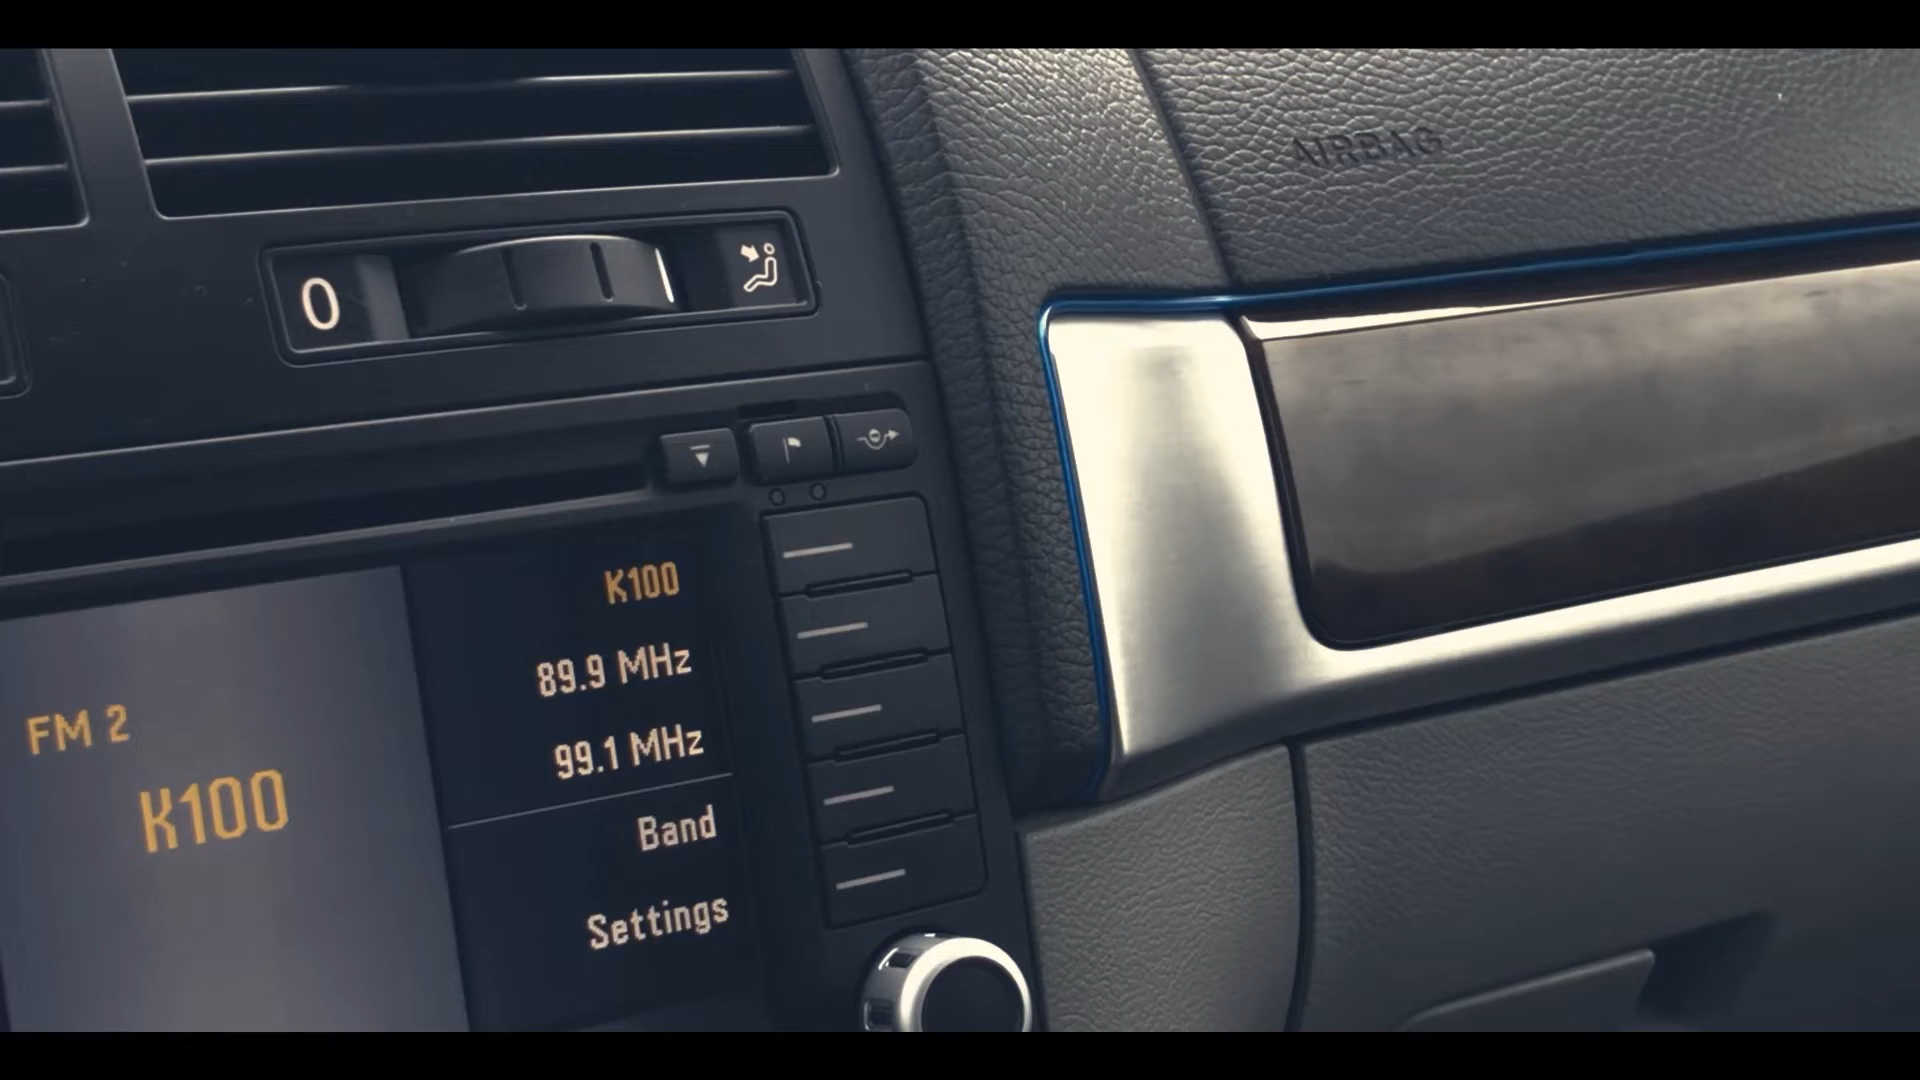 AIRBAG
0
K100
89.9 MHz
99.1 MHz
FM 2
K100
Band
Settings